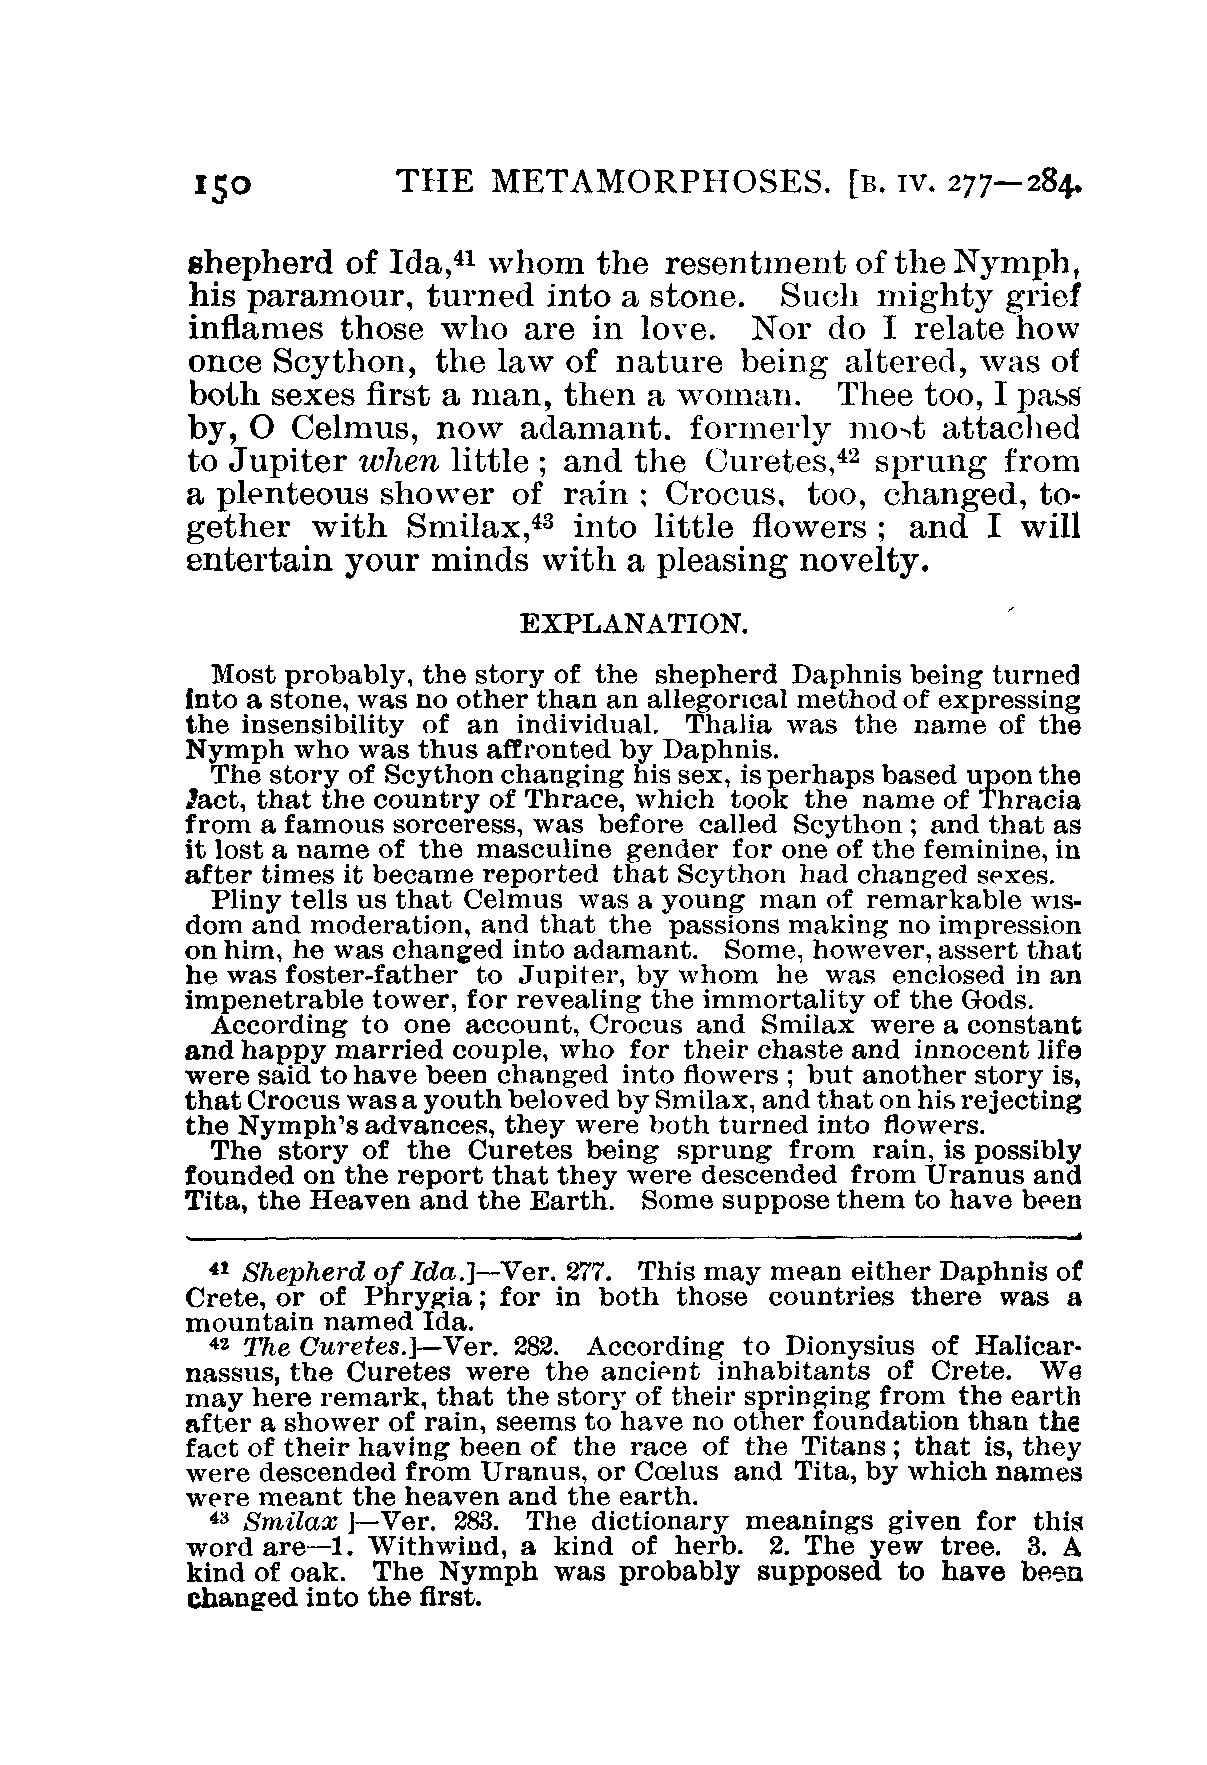 150 THE METAMORPHOSES. [B. IV. 277—284.
shepherd of Ida,⁴¹ whom the resentment of the Nymph,
his paramour, turned into a stone. Such mighty grief
inflames those who are in love. Nor do I relate how
once Scython, the law of nature being altered, was of
both sexes first a man, then a woman. Thee too, I pass
by, O Celmus, now adamant. formerly most attached
to Jupiter when little ; and the Curetes,⁴² sprung from
a plenteous shower of rain ; Crocus, too, changed, to-
gether with Smilax,⁴³ into little flowers ; and I will
entertain your minds with a pleasing novelty.
EXPLANATION.
Most probably, the story of the shepherd Daphnis being turned
into a stone, was no other than an allegorical method of expressing
the insensibility of an individual. Thalia was the name of the
Nymph who was thus affronted by Daphnis.
The story of Scython changing his sex, is perhaps based upon the
fact, that the country of Thrace, which took the name of Thracia
from a famous sorceress, was before called Scython ; and that as
it lost a name of the masculine gender for one of the feminine, in
after times it became reported that Scython had changed sexes.
Pliny tells us that Celmus was a young man of remarkable wis-
dom and moderation, and that the passions making no impression
on him, he was changed into adamant. Some, however, assert that
he was foster-father to Jupiter, by whom he was enclosed in an
impenetrable tower, for revealing the immortality of the Gods.
According to one account, Crocus and Smilax were a constant
and happy married couple, who for their chaste and innocent life
were said to have been changed into flowers ; but another story is,
that Crocus was a youth beloved by Smilax, and that on his rejecting
the Nymph's advances, they were both turned into flowers.
The story of the Curetes being sprung from rain, is possibly
founded on the report that they were descended from Uranus and
Tita, the Heaven and the Earth. Some suppose them to have been
⁴¹ Shepherd of Ida.]—Ver. 277. This may mean either Daphnis of
Crete, or of Phrygia ; for in both those countries there was a
mountain named Ida.
⁴² The Curetes.]—Ver. 282. According to Dionysius of Halicar-
nassus, the Curetes were the ancient inhabitants of Crete. We
may here remark, that the story of their springing from the earth
after a shower of rain, seems to have no other foundation than the
fact of their having been of the race of the Titans ; that is, they
were descended from Uranus, or Cœlus and Tita, by which names
were meant the heaven and the earth.
⁴³ Smilax ]—Ver. 283. The dictionary meanings given for this
word are—1. Withwind, a kind of herb. 2. The yew tree. 3. A
kind of oak. The Nymph was probably supposed to have been
changed into the first.